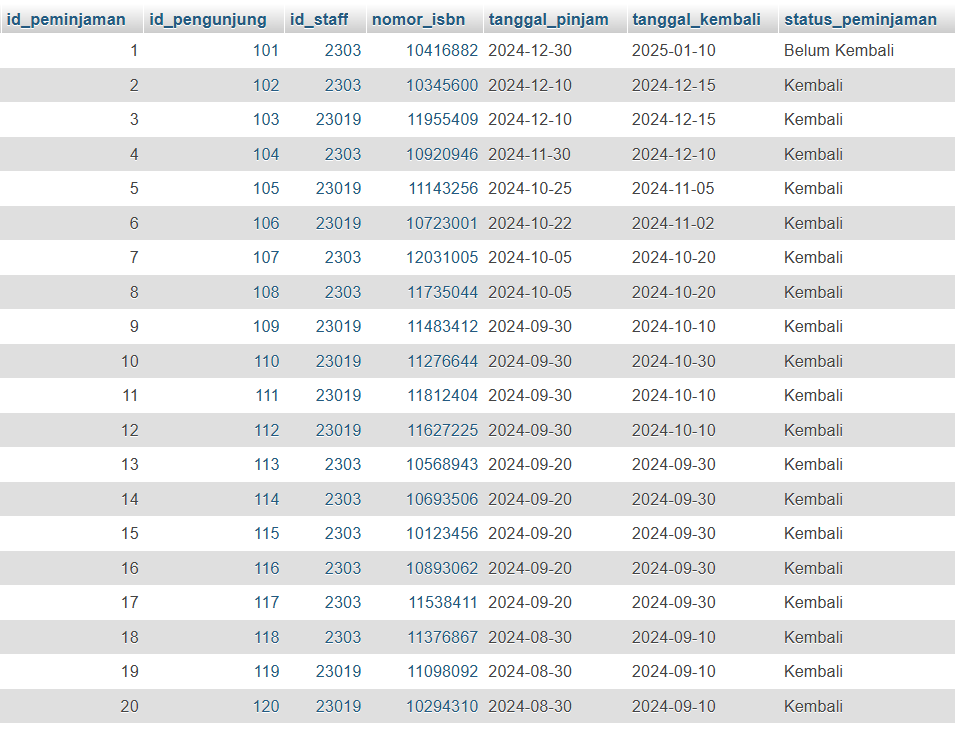 id_peminjaman id_pengunjung id_staff nomor_isbn tanggal_pinjam tanggal_kembali status_peminjaman
1 101 2303 10416882 2024-12-30 2025-01-10 Belum Kembali
2 102 2303 10345600 2024-12-10 2024-12-15 Kembali
3 103 23019 11955409 2024-12-10 2024-12-15 Kembali
4 104 2303 10920946 2024-11-30 2024-12-10 Kembali
5 105 23019 11143256 2024-10-25 2024-11-05 Kembali
6 106 23019 10723001 2024-10-22 2024-11-02 Kembali
7 107 2303 12031005 2024-10-05 2024-10-20 Kembali
8 108 2303 11735044 2024-10-05 2024-10-20 Kembali
9 109 23019 11483412 2024-09-30 2024-10-10 Kembali
10 110 23019 11276644 2024-09-30 2024-10-30 Kembali
11 111 23019 11812404 2024-09-30 2024-10-10 Kembali
12 112 23019 11627225 2024-09-30 2024-10-10 Kembali
13 113 2303 10568943 2024-09-20 2024-09-30 Kembali
14 114 2303 10693506 2024-09-20 2024-09-30 Kembali
15 115 2303 10123456 2024-09-20 2024-09-30 Kembali
16 116 2303 10893062 2024-09-20 2024-09-30 Kembali
17 117 2303 11538411 2024-09-20 2024-09-30 Kembali
18 118 2303 11376867 2024-08-30 2024-09-10 Kembali
19 119 23019 11098092 2024-08-30 2024-09-10 Kembali
20 120 23019 10294310 2024-08-30 2024-09-10 Kembali